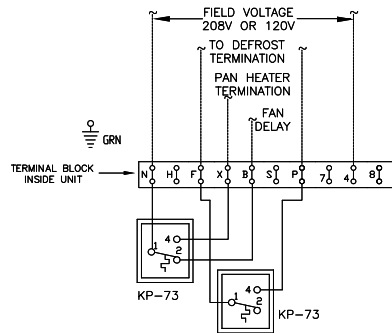 FIELD VOLTAGE
208V OR 120V
TO DEFROST
TERMINATION
PAN HEATER
TERMINATION
FAN
DELAY
GRN
TERMINAL BLOCK
INSIDE UNIT
N H F X B S P 7 4 8
4
1 2
KP-73
4
1 2
KP-73